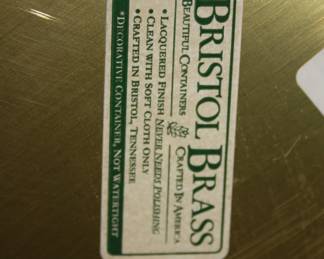 BRISTOL BRASS
BEAUTIFUL CONTAINERS CRAFTED IN AMERICA
• LACQUERED FINISH NEVER NEEDS POLISHING
• CLEAN WITH SOFT CLOTH ONLY
• CRAFTED IN BRISTOL, TENNESSEE
*DECORATIVE CONTAINER, NOT WATERTIGHT